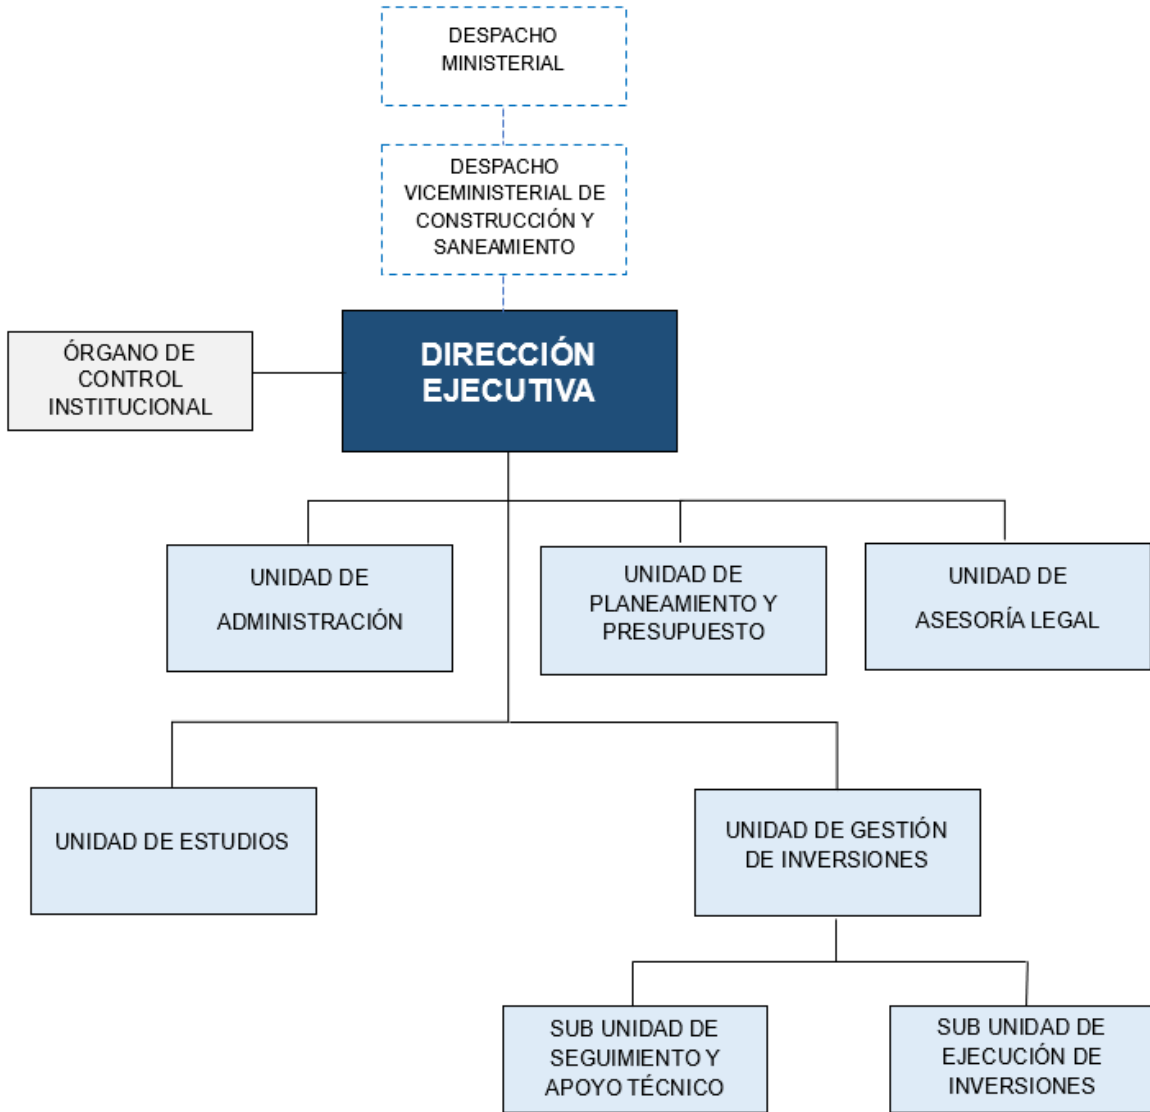 DESPACHO
MINISTERIAL
DESPACHO
VICEMINISTERIAL DE
CONSTRUCCIÓN Y
SANEAMIENTO
DIRECCIÓN
EJECUTIVA
ÓRGANO DE
CONTROL
INSTITUCIONAL
UNIDAD DE
ADMINISTRACIÓN
UNIDAD DE
PLANEAMIENTO Y
PRESUPUESTO
UNIDAD DE
ASESORÍA LEGAL
UNIDAD DE ESTUDIOS
UNIDAD DE GESTIÓN
DE INVERSIONES
SUB UNIDAD DE
SEGUIMIENTO Y
APOYO TÉCNICO
SUB UNIDAD DE
EJECUCIÓN DE
INVERSIONES